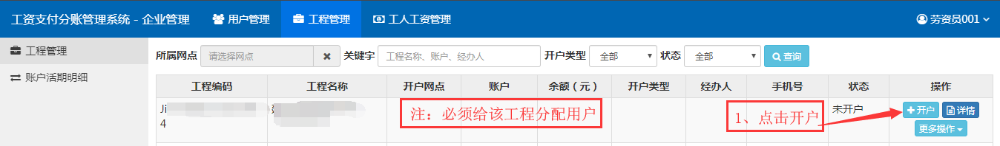 工资支付分账管理系统 - 企业管理 用户管理 工程管理 工人工资管理 劳资员001
工程管理
账户活期明细
所属网点 请选择网点 关键字 工程名称、账户、经办人 开户类型 全部 状态 全部 查询
工程编码 工程名称 开户网点 账户 余额（元） 开户类型 经办人 手机号 状态 操作
Ji
4
注：必须给该工程分配用户
1、点击开户
未开户
开户 详情
更多操作